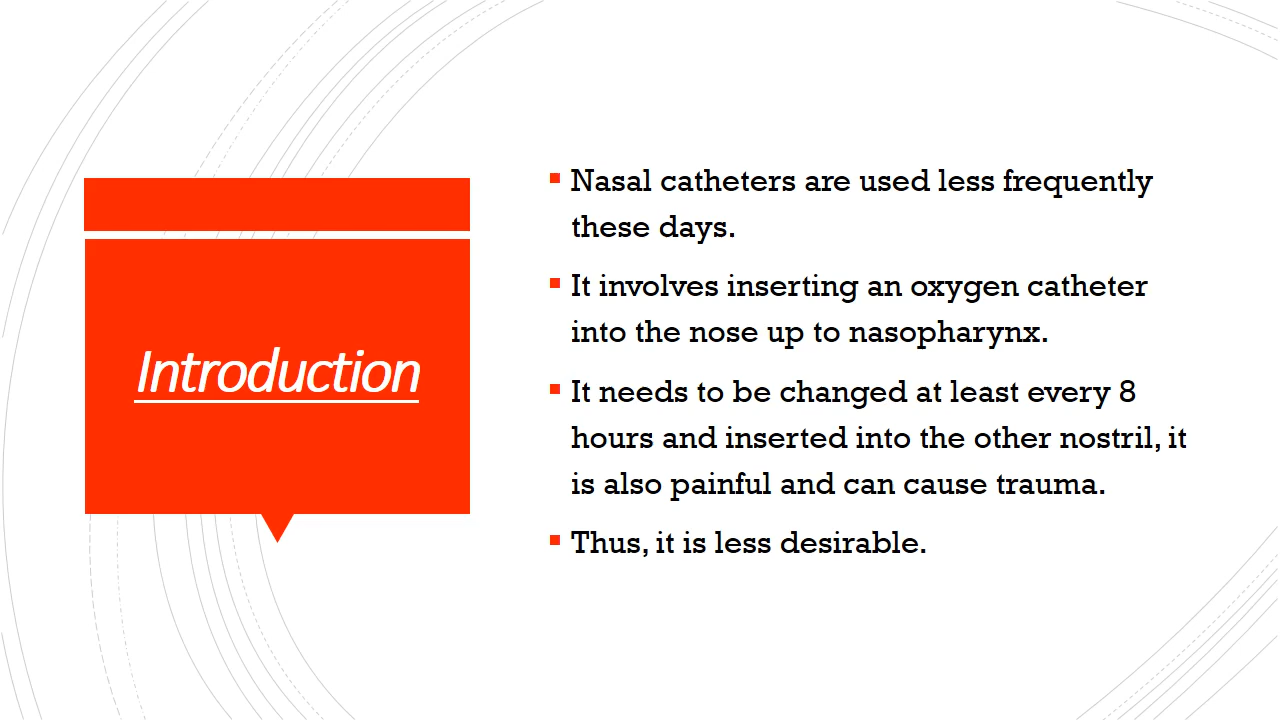 Introduction
▪ Nasal catheters are used less frequently
these days.
▪ It involves inserting an oxygen catheter
into the nose up to nasopharynx.
▪ It needs to be changed at least every 8
hours and inserted into the other nostril, it
is also painful and can cause trauma.
▪ Thus, it is less desirable.